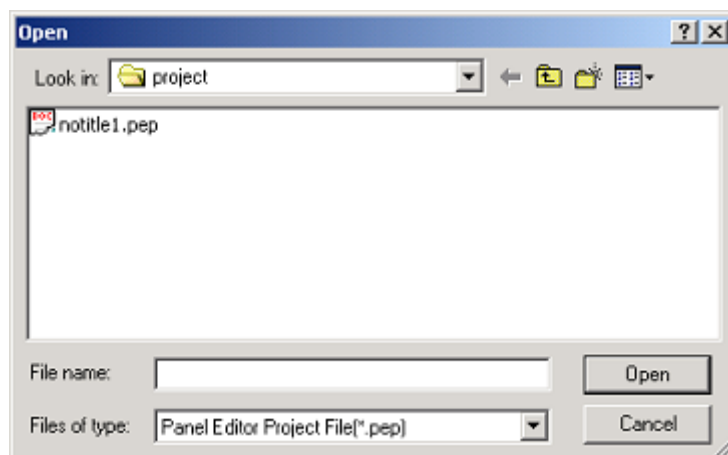 Open
Look in: project
notitle1.pep
File name: Open
Files of type: Panel Editor Project File(*.pep) Cancel